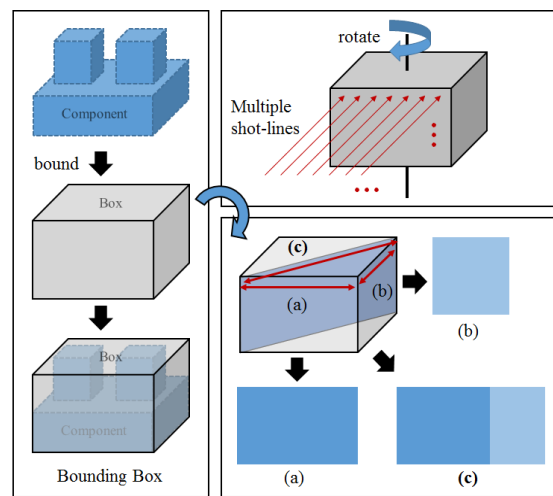 Component
bound
Box
Box
Component
Bounding Box
rotate
Multiple
shot-lines
(c)
(a)
(b)
(b)
(a)
(c)